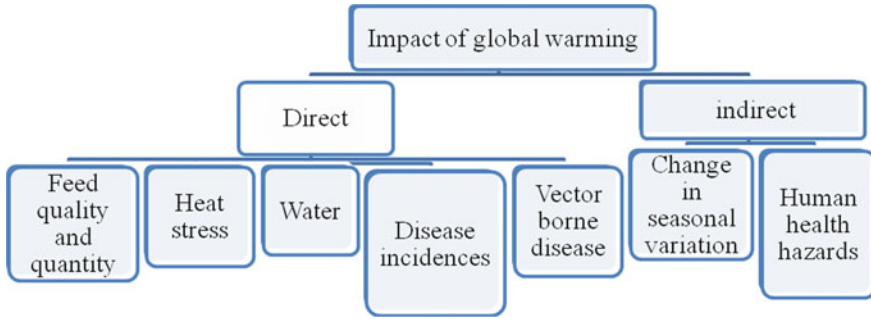 Impact of global warming
Direct
indirect
Feed
quality
and
quantity
Heat
stress
Water
Disease
incidences
Vector
borne
disease
Change
in
seasonal
variation
Human
health
hazards